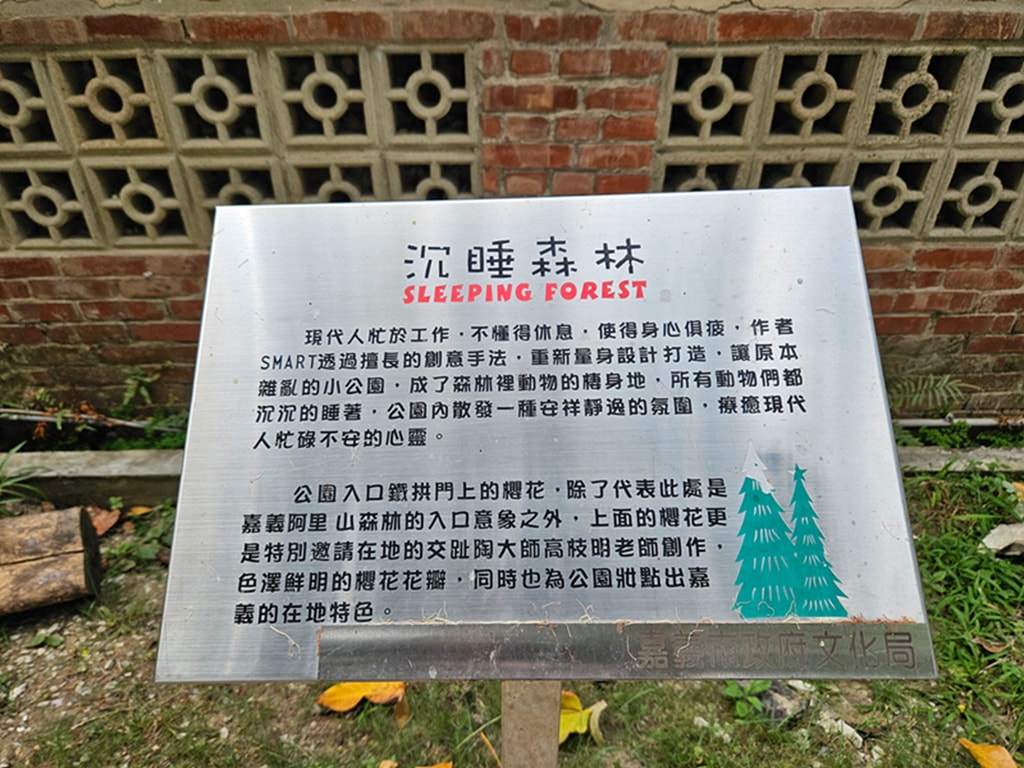 沉睡森林
SLEEPING FOREST
現代人忙於工作，不懂得休息，使得身心俱疲，作者
SMART透過擅長的創意手法，重新量身設計打造，讓原本
雜亂的小公園，成了森林裡動物的棲身地，所有動物們都
沉沉的睡著，公園內散發一種安祥靜逸的氛圍，療癒現代
人忙碌不安的心靈。
公園入口鐵拱門上的櫻花，除了代表此處是
嘉義阿里山森林的入口意象之外，上面的櫻花更
是特別邀請在地的交趾陶大師高枝明老師創作，
色澤鮮明的櫻花花瓣，同時也為公園妝點出嘉
義的在地特色。
嘉義市政府文化局